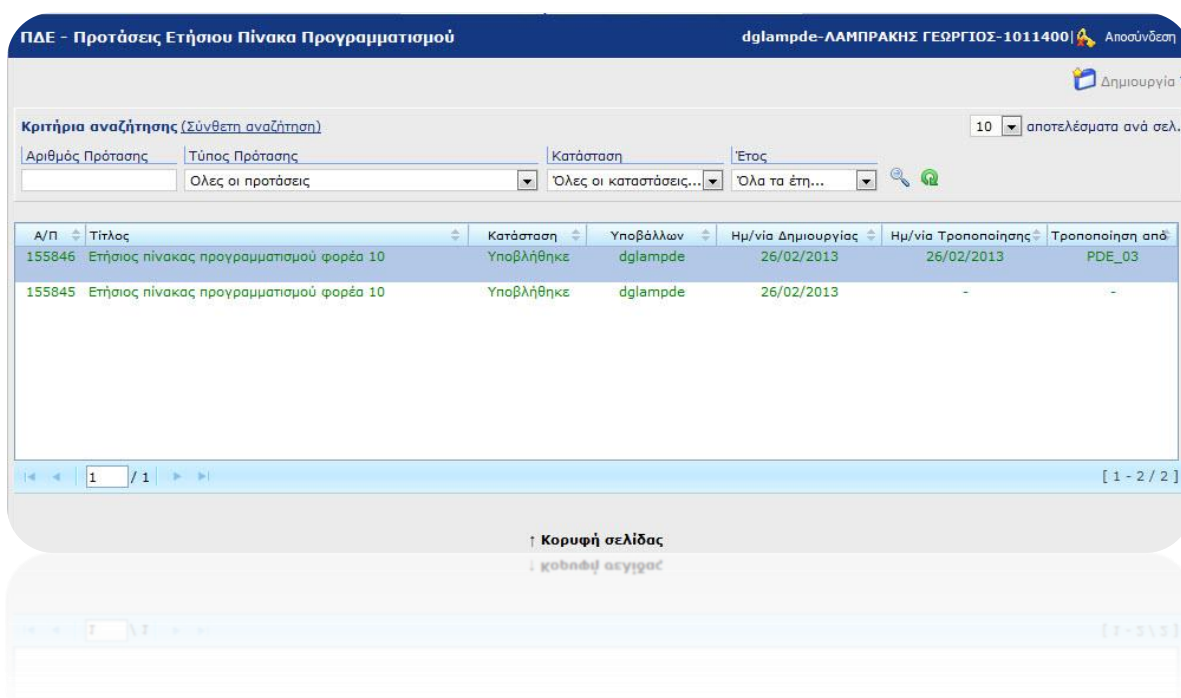 ΠΔΕ - Προτάσεις Ετήσιου Πίνακα Προγραμματισμού dglampde-ΛΑΜΠΡΑΚΗΣ ΓΕΩΡΓΙΟΣ-1011400| Αποσύνδεση
Δημιουργία
Κριτήρια αναζήτησης (Σύνθετη αναζήτηση) 10 αποτελέσματα ανά σελ.
Αριθμός Πρότασης Τύπος Πρότασης Κατάσταση Έτος
Ολες οι προτάσεις Όλες οι καταστάσεις... Όλα τα έτη...
Α/Π Τίτλος Κατάσταση Υποβάλλων Ημ/νία Δημιουργίας Ημ/νία Τροποποίησης Τροποποίηση από
155846 Ετήσιος πίνακας προγραμματισμού φορέα 10 Υποβλήθηκε dglampde 26/02/2013 26/02/2013 PDE_03
155845 Ετήσιος πίνακας προγραμματισμού φορέα 10 Υποβλήθηκε dglampde 26/02/2013 - -
1 / 1 [ 1 - 2 / 2 ]
↑ Κορυφή σελίδας